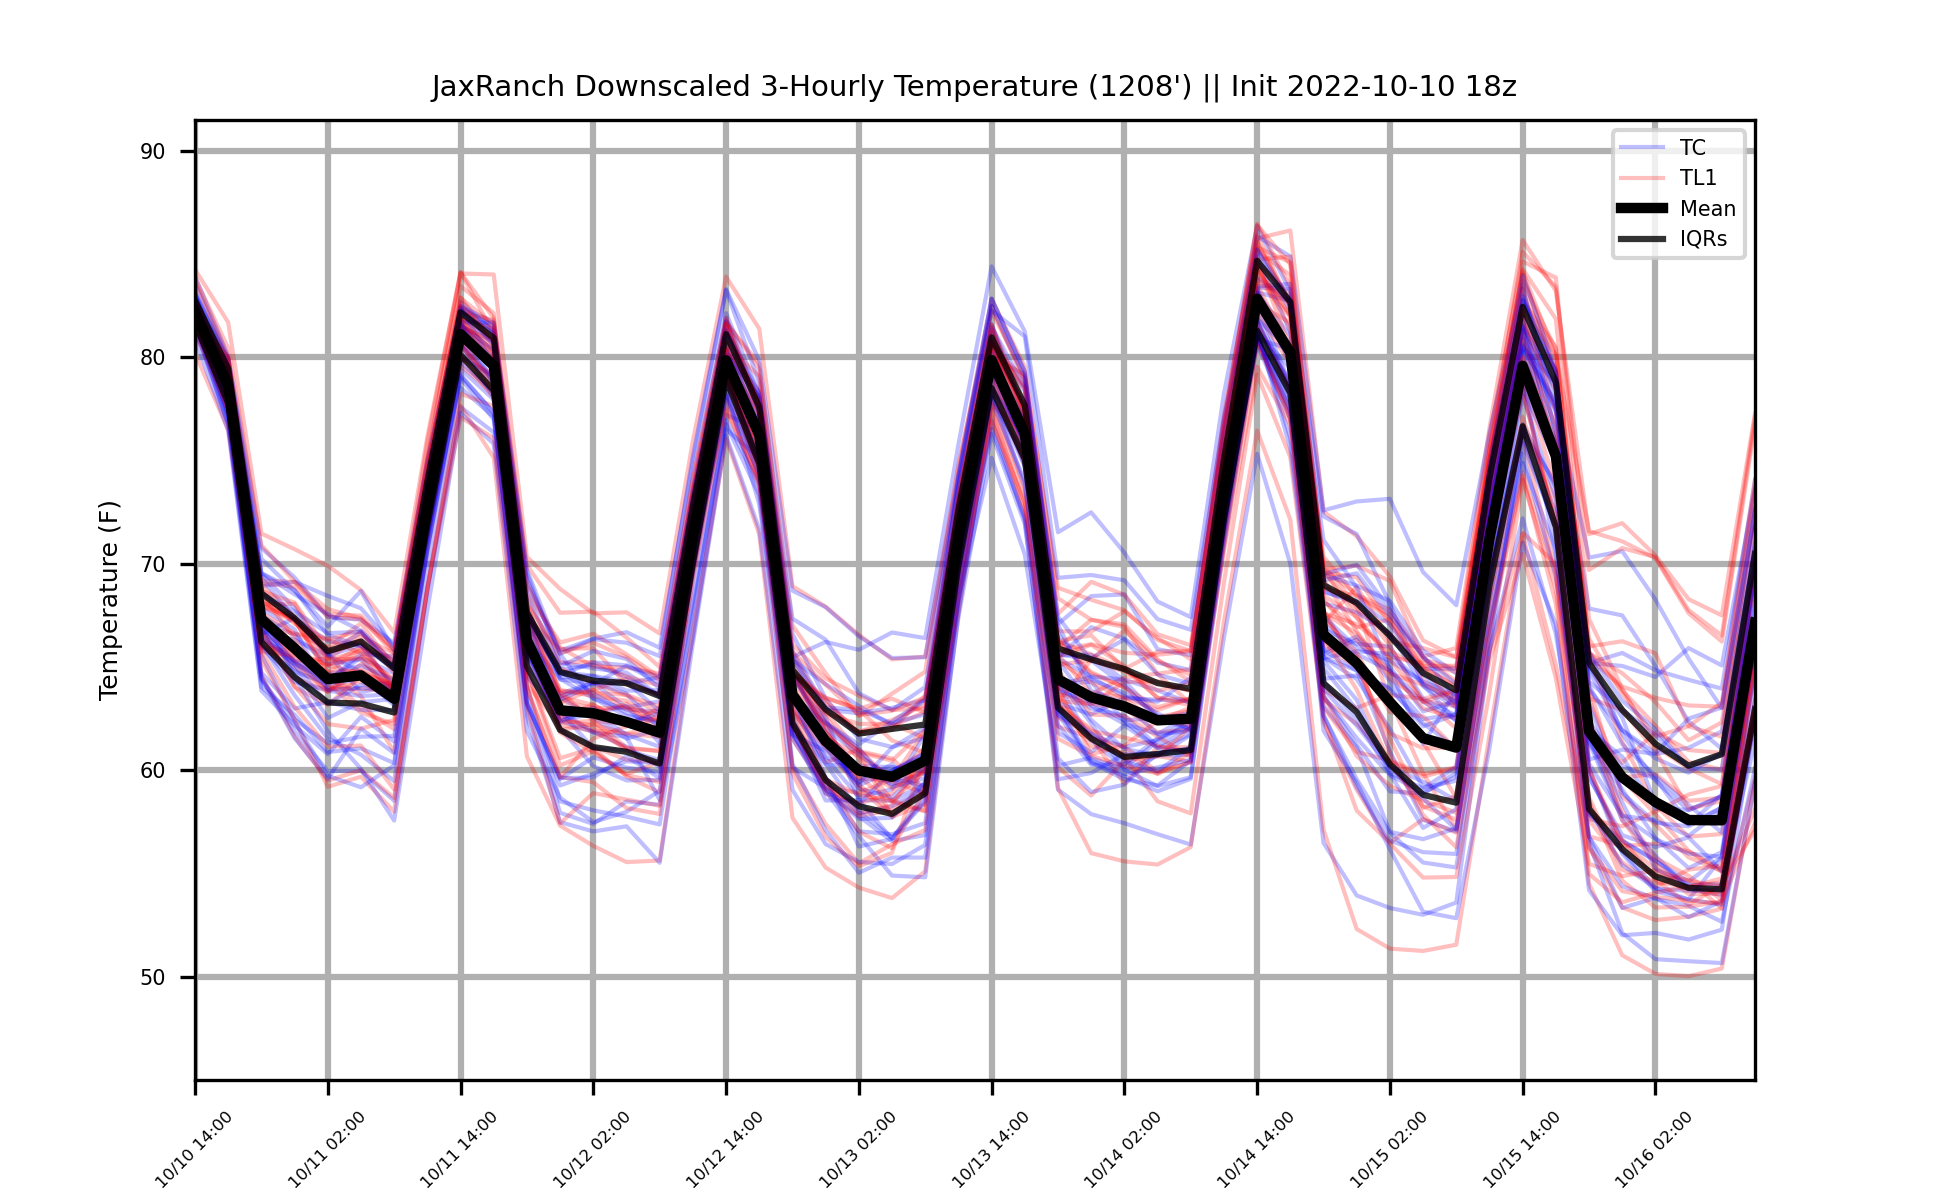 JaxRanch Downscaled 3-Hourly Temperature (1208') || Init 2022-10-10 18z
TC
TL1
Mean
IQRs
Temperature (F)
90
80
70
60
50
10/10 14:00
10/11 02:00
10/11 14:00
10/12 02:00
10/12 14:00
10/13 02:00
10/13 14:00
10/14 02:00
10/14 14:00
10/15 02:00
10/15 14:00
10/16 02:00